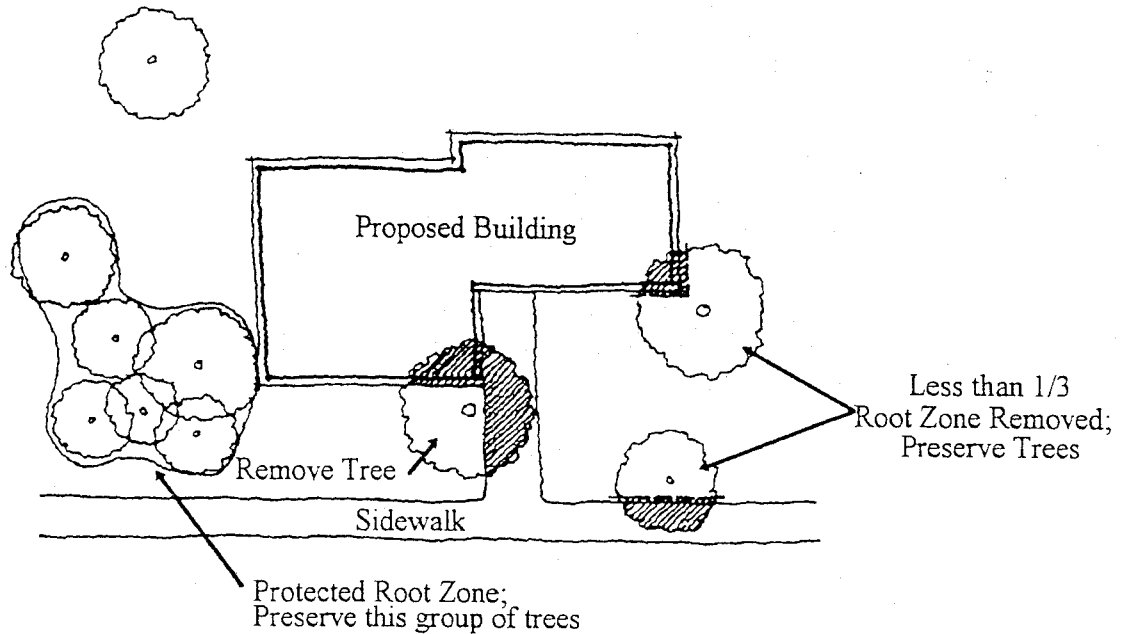 Proposed Building
Less than 1/3
Root Zone Removed;
Preserve Trees
Remove Tree
Sidewalk
Protected Root Zone;
Preserve this group of trees